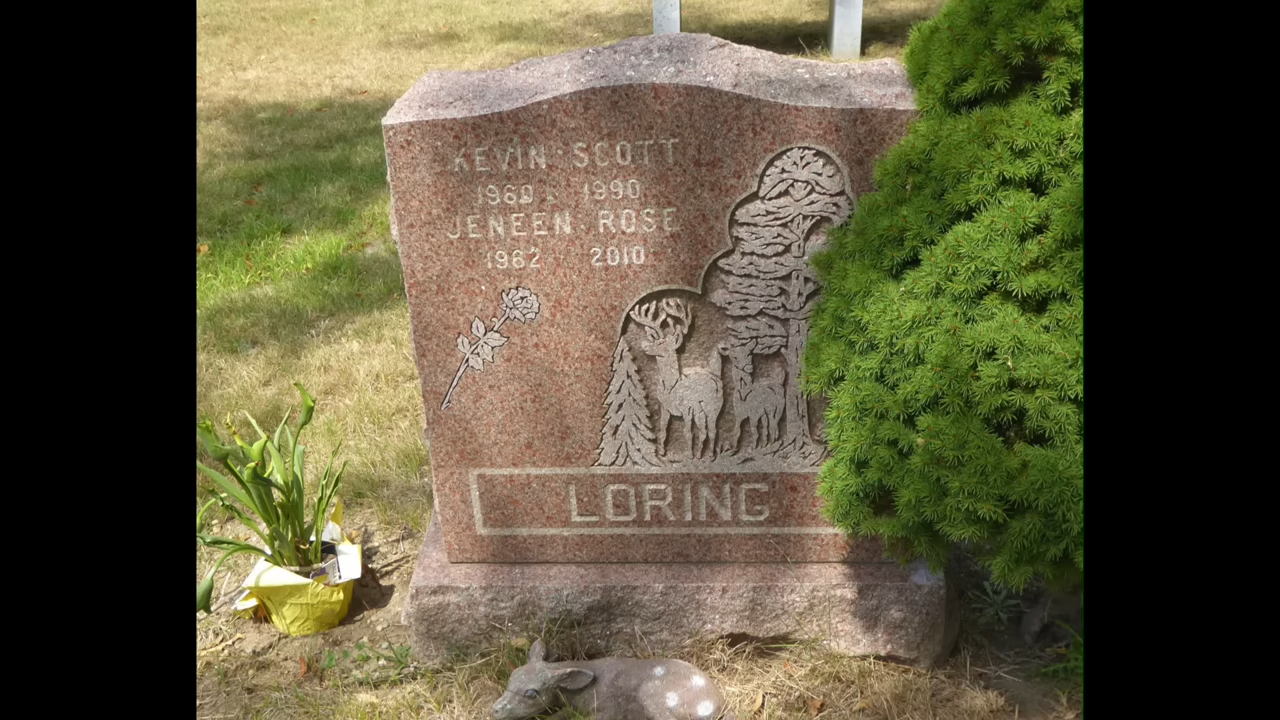 KEVIN SCOTT
1960 1990
JENEEN ROSE
1962 2010
LORING